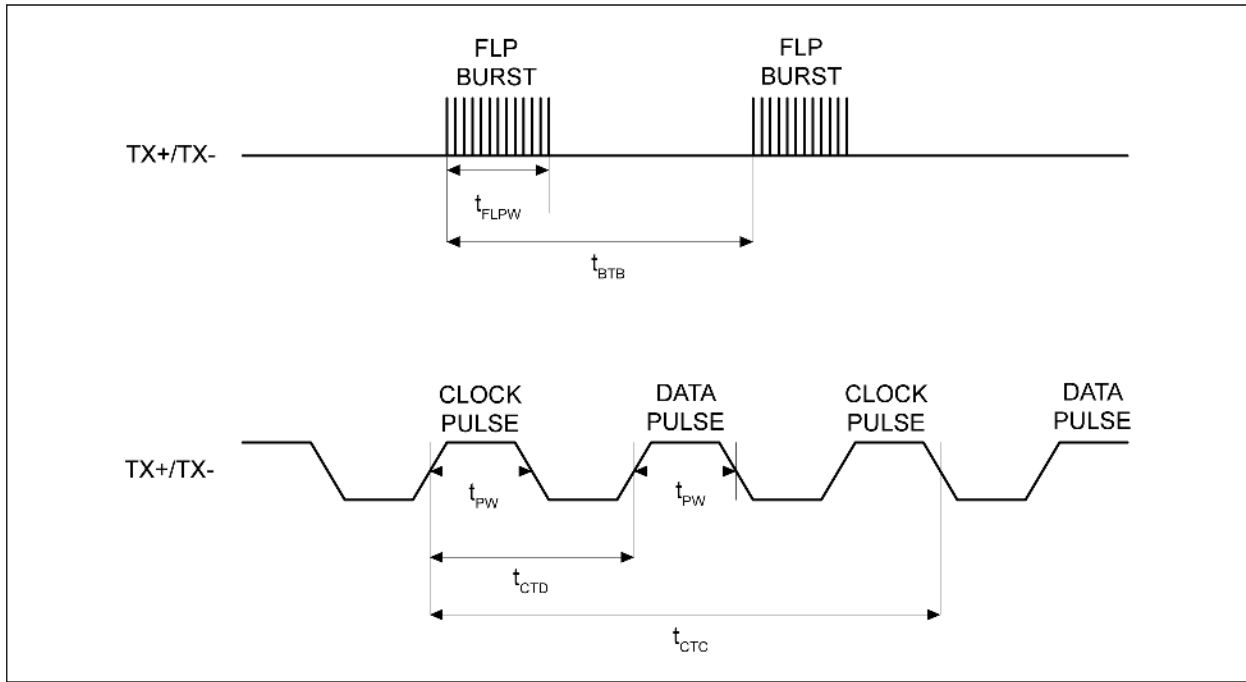 FLP
BURST
FLP
BURST
TX+/TX-
tFLPW
tBTB
CLOCK
PULSE
DATA
PULSE
CLOCK
PULSE
DATA
PULSE
TX+/TX-
tPW
tPW
tCTD
tCTC